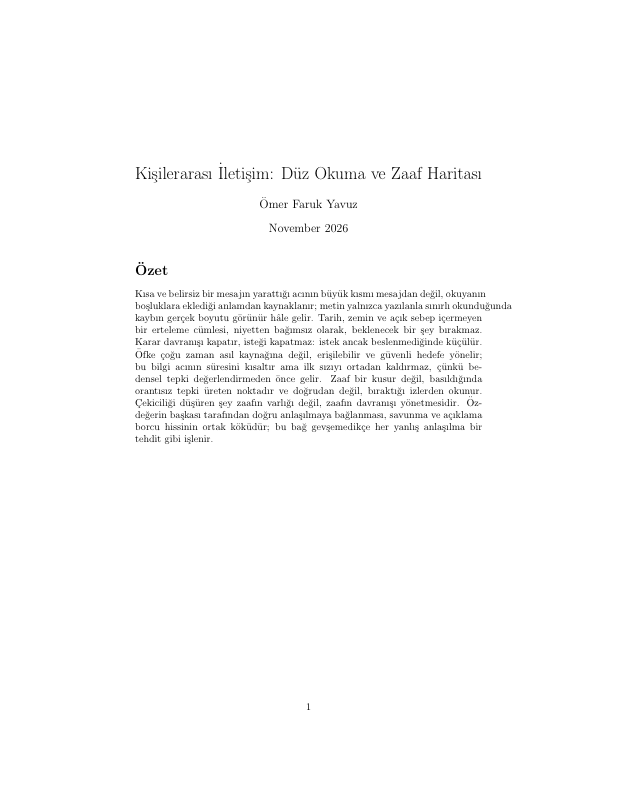 Kişilerarası İletişim: Düz Okuma ve Zaaf Haritası
Ömer Faruk Yavuz
November 2026
Özet
Kısa ve belirsiz bir mesajın yarattığı acının büyük kısmı mesajdan değil, okuyanın
boşluklara eklediği anlamdan kaynaklanır; metin yalnızca yazılanla sınırlı okunduğunda
kaybın gerçek boyutu görünür hâle gelir. Tarih, zemin ve açık sebep içermeyen
bir erteleme cümlesi, niyetten bağımsız olarak, beklenecek bir şey bırakmaz.
Karar davranışı kapatır, isteği kapatmaz: istek ancak beslenmediğinde küçülür.
Öfke çoğu zaman asıl kaynağına değil, erişilebilir ve güvenli hedefe yönelir;
bu bilgi acının süresini kısaltır ama ilk sızıyı ortadan kaldırmaz, çünkü be-
densel tepki değerlendirmeden önce gelir. Zaaf bir kusur değil, basıldığında
orantısız tepki üreten noktadır ve doğrudan değil, bıraktığı izlerden okunur.
Çekiciliği düşüren şey zaafın varlığı değil, zaafın davranışı yönetmesidir. Öz-
değerin başkası tarafından doğru anlaşılmaya bağlanması, savunma ve açıklama
borcu hissinin ortak köküdür; bu bağ gevşemedikçe her yanlış anlaşılma bir
tehdit gibi işlenir.
1